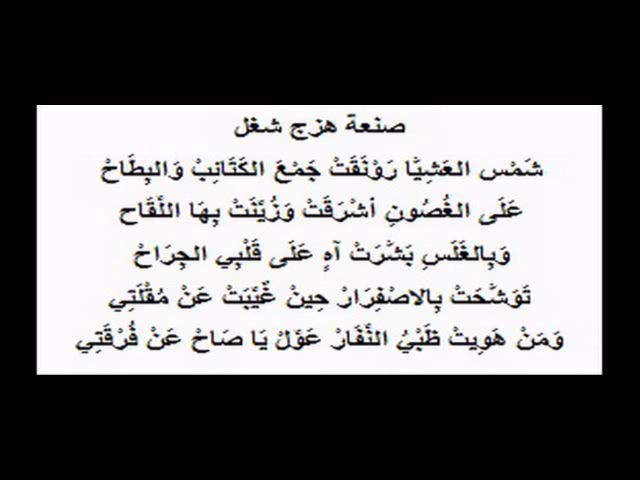 صنعة هزج شغل
شَمْس العَشِيَّا رَوْنَقَتْ جَمْعَ الكَتَائِبْ وَالبِطَاحْ
عَلَى الغُصُونِ أشْرَقَتْ وَزُيِّنَتْ بِهَا اللَّقَاح
وَبِالغَلَسِ بَشَّرَتْ آهٍ عَلَى قَلْبِي الجِرَاحْ
تَوَشَّحَتْ بِالاصْفِرَارْ حِينْ غُيِّبَتْ عَنْ مُقْلَتِي
وَمَنْ هَوِيتْ ظَبْيُ النَّفَارْ عَوَّلْ يَا صَاحْ عَنْ فُرْقَتِي